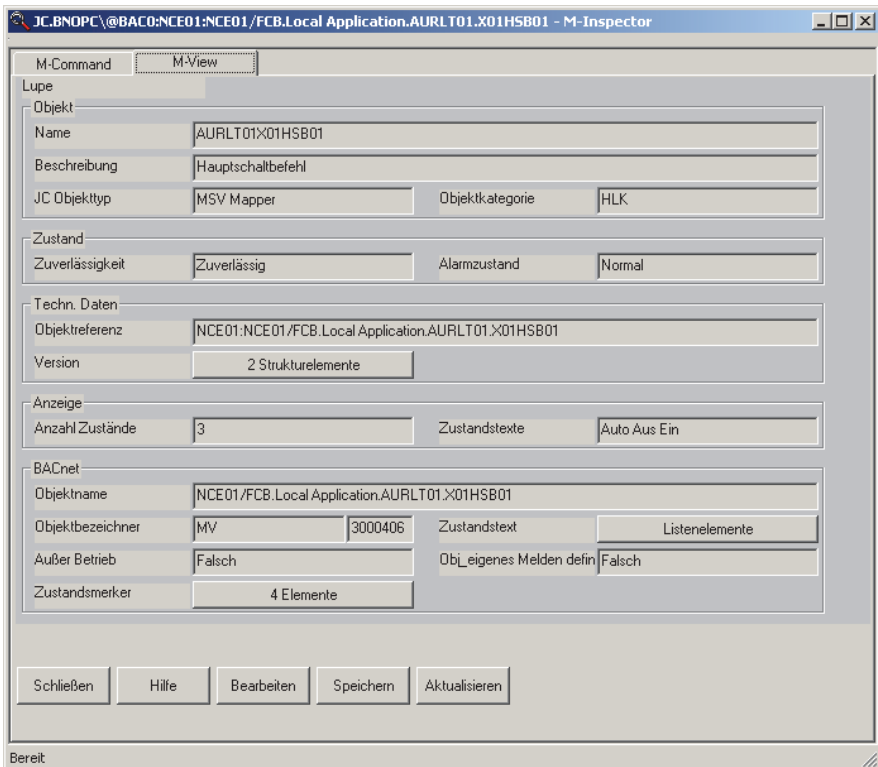 JC.BNOPC\@BAC0:NCE01:NCE01/FCB.Local Application.AURLT01.X01HSB01 - M-Inspector
M-Command M-View
Lupe
Objekt
Name AURLT01X01HSB01
Beschreibung Hauptschaltbefehl
JC Objekttyp MSV Mapper Objektkategorie HLK
Zustand
Zuverlässigkeit Zuverlässig Alarmzustand Normal
Techn. Daten
Objektreferenz NCE01:NCE01/FCB.Local Application.AURLT01.X01HSB01
Version 2 Strukturelemente
Anzeige
Anzahl Zustände 3 Zustandstexte Auto Aus Ein
BACnet
Objektname NCE01/FCB.Local Application.AURLT01.X01HSB01
Objektbezeichner MV 3000406 Zustandstext Listenelemente
Außer Betrieb Falsch Obj_eigenes Melden defin Falsch
Zustandsmerker 4 Elemente
Schließen Hilfe Bearbeiten Speichern Aktualisieren
Bereit